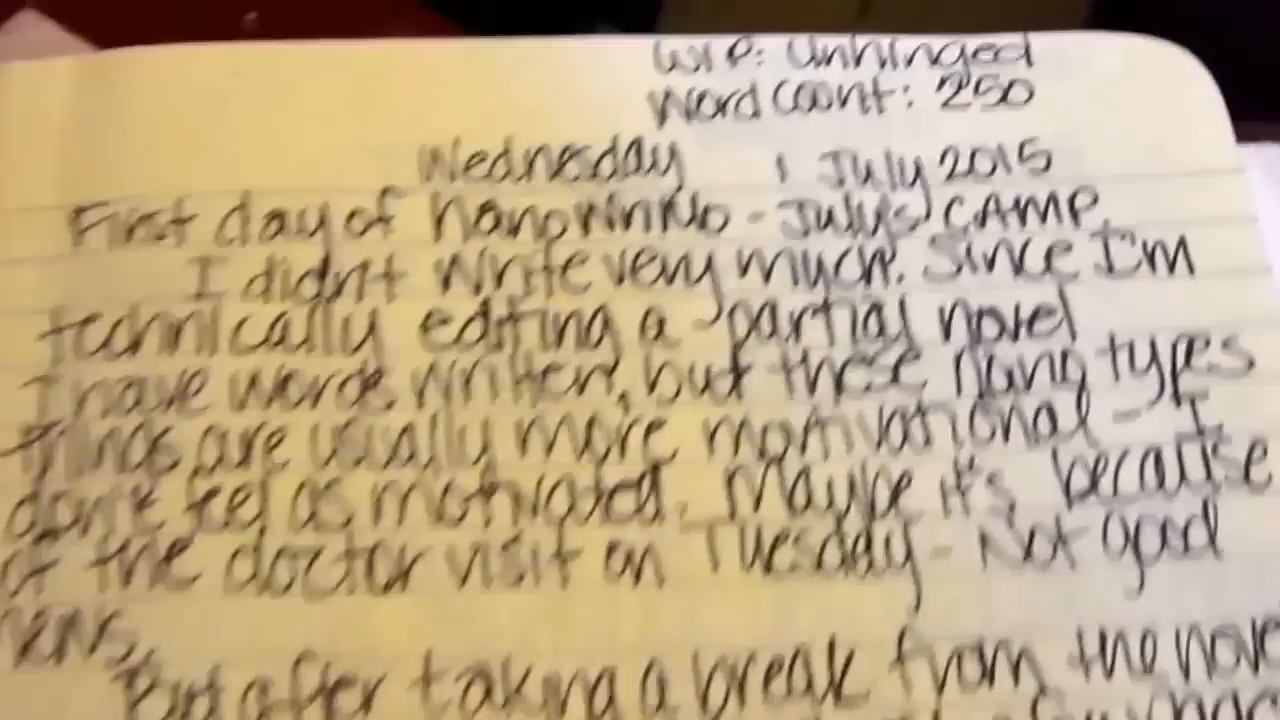 WIP: Unhinged
Word Count: 250
Wednesday 1 July 2015
First day of NanoWriMo - July's CAMP.
I didn't write very much. Since I'm
technically editing a partial novel
I have words written, but these nano types
things are usually more motivational - I
don't feel as motivated. Maybe it's because
of the doctor visit on Tuesday - Not good
news.
But after taking a break from the nove